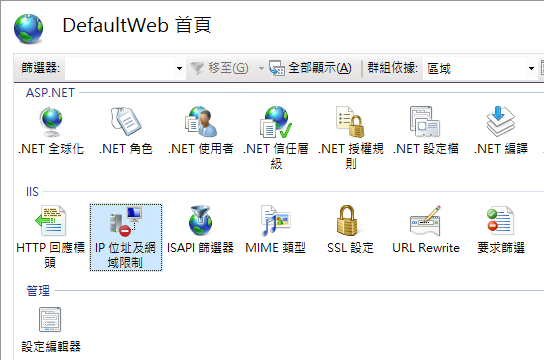 DefaultWeb 首頁
篩選器: 移至(G) 全部顯示(A) 群組依據: 區域
ASP.NET
.NET 全球化 .NET 角色 .NET 使用者 .NET 信任層級 .NET 授權規則 .NET 設定檔 .NET 編譯
IIS
HTTP 回應標頭 IP 位址及網域限制 ISAPI 篩選器 MIME 類型 SSL 設定 URL Rewrite 要求篩選
管理
設定編輯器